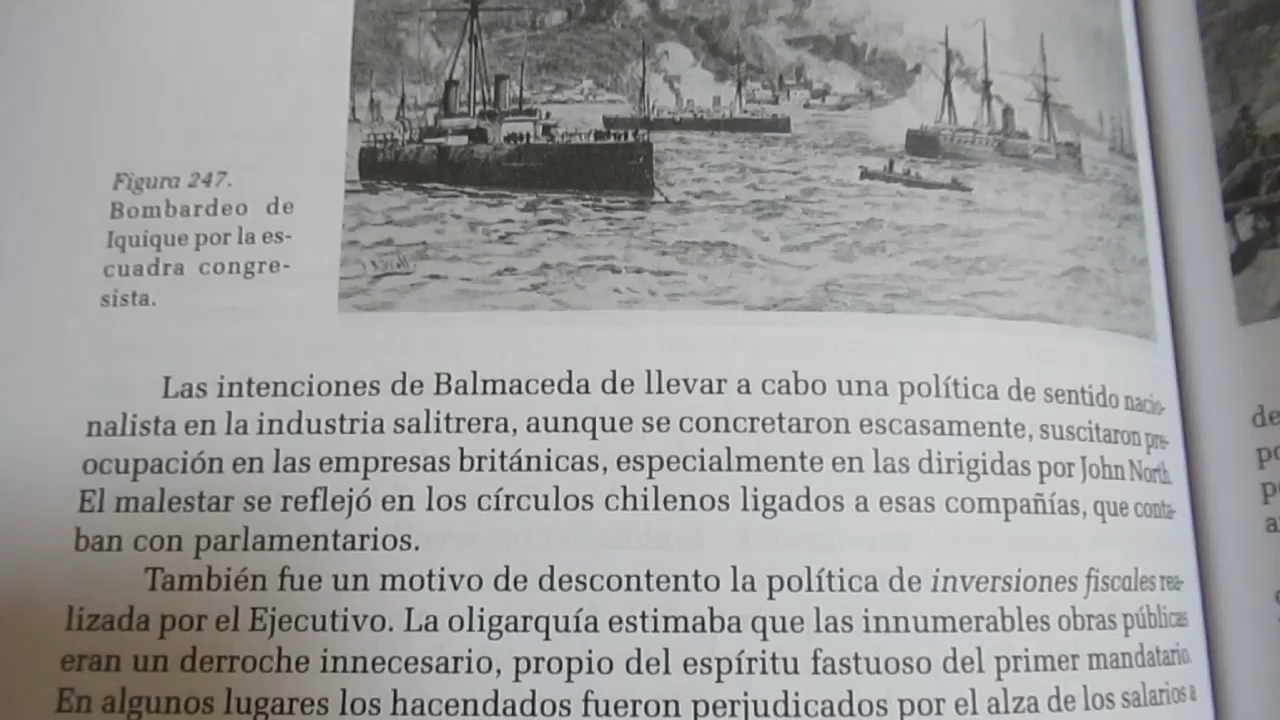 Figura 247.
Bombardeo de
Iquique por la es-
cuadra congre-
sista.
Las intenciones de Balmaceda de llevar a cabo una política de sentido nacio-
nalista en la industria salitrera, aunque se concretaron escasamente, suscitaron pre-
ocupación en las empresas británicas, especialmente en las dirigidas por John North.
El malestar se reflejó en los círculos chilenos ligados a esas compañías, que conta-
ban con parlamentarios.
También fue un motivo de descontento la política de inversiones fiscales rea-
lizada por el Ejecutivo. La oligarquía estimaba que las innumerables obras públicas
eran un derroche innecesario, propio del espíritu fastuoso del primer mandatario.
En algunos lugares los hacendados fueron perjudicados por el alza de los salarios a
de